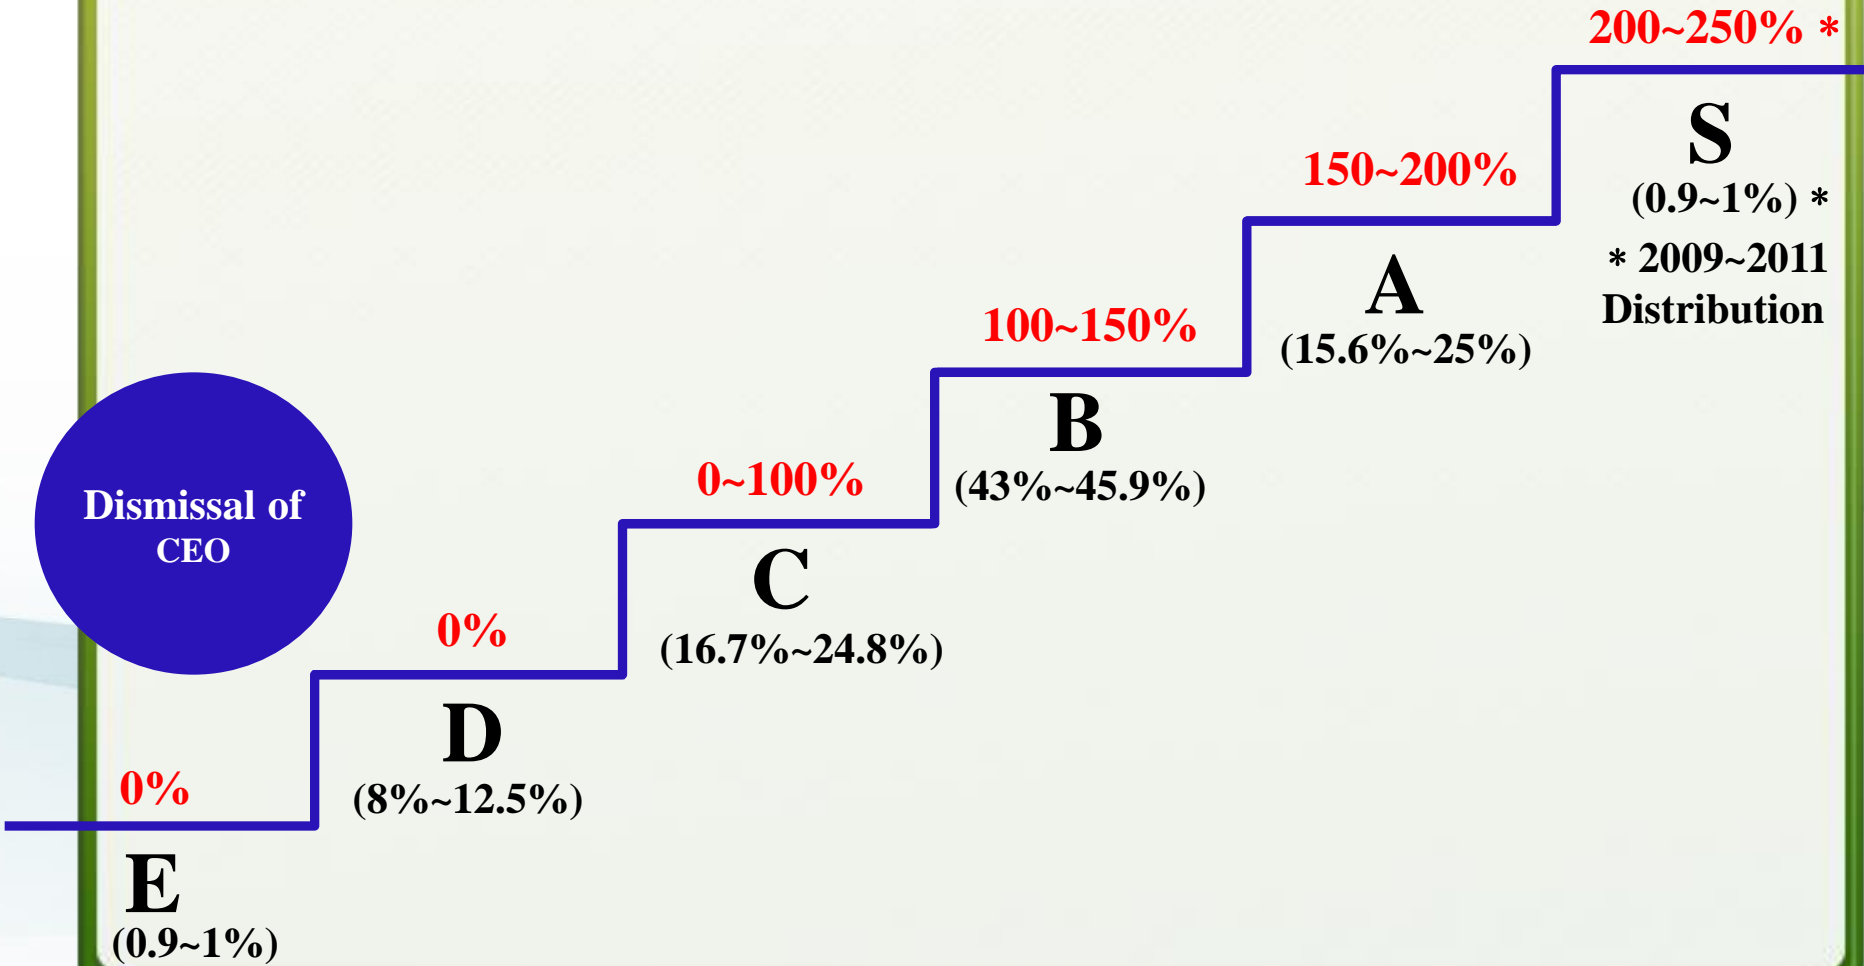 200~250% *
S
(0.9~1%) *
* 2009~2011
Distribution
150~200%
A
(15.6%~25%)
100~150%
B
(43%~45.9%)
0~100%
C
(16.7%~24.8%)
Dismissal of
CEO
0%
D
(8%~12.5%)
0%
E
(0.9~1%)